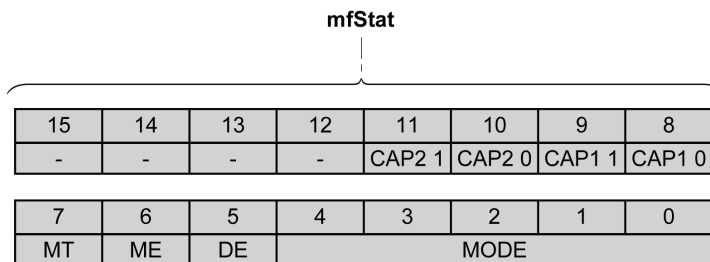 mfStat
15 14 13 12 11 10 9 8
- - - - CAP2 1 CAP2 0 CAP1 1 CAP1 0
7 6 5 4 3 2 1 0
MT ME DE MODE